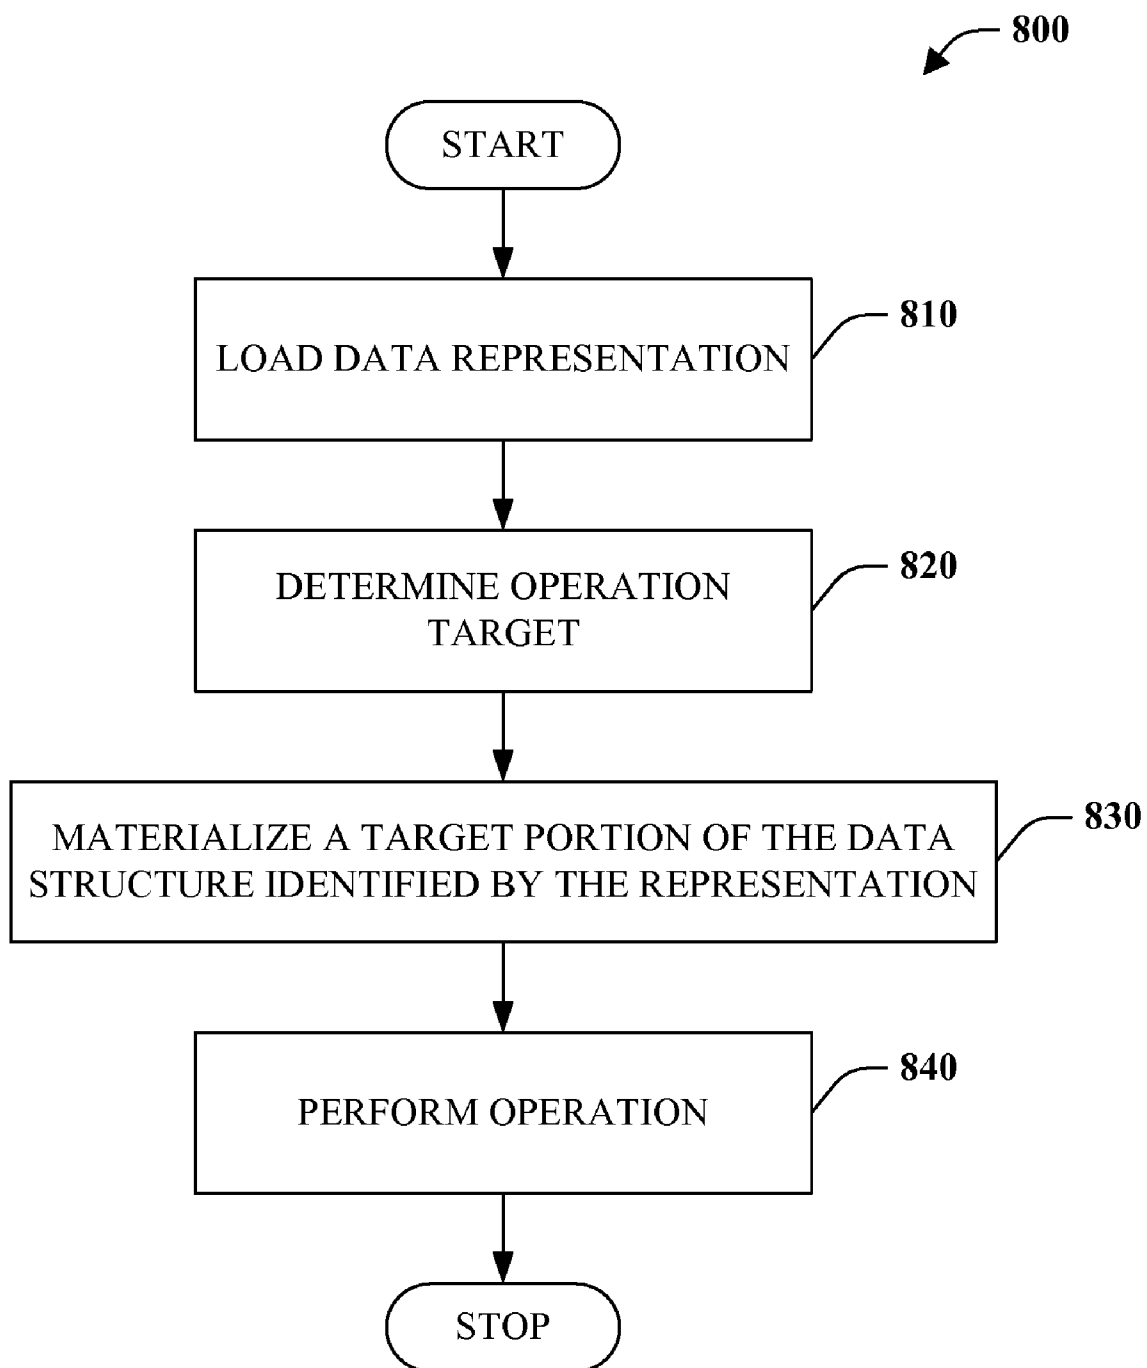 800
START
810
LOAD DATA REPRESENTATION
820
DETERMINE OPERATION
TARGET
830
MATERIALIZE A TARGET PORTION OF THE DATA
STRUCTURE IDENTIFIED BY THE REPRESENTATION
840
PERFORM OPERATION
STOP